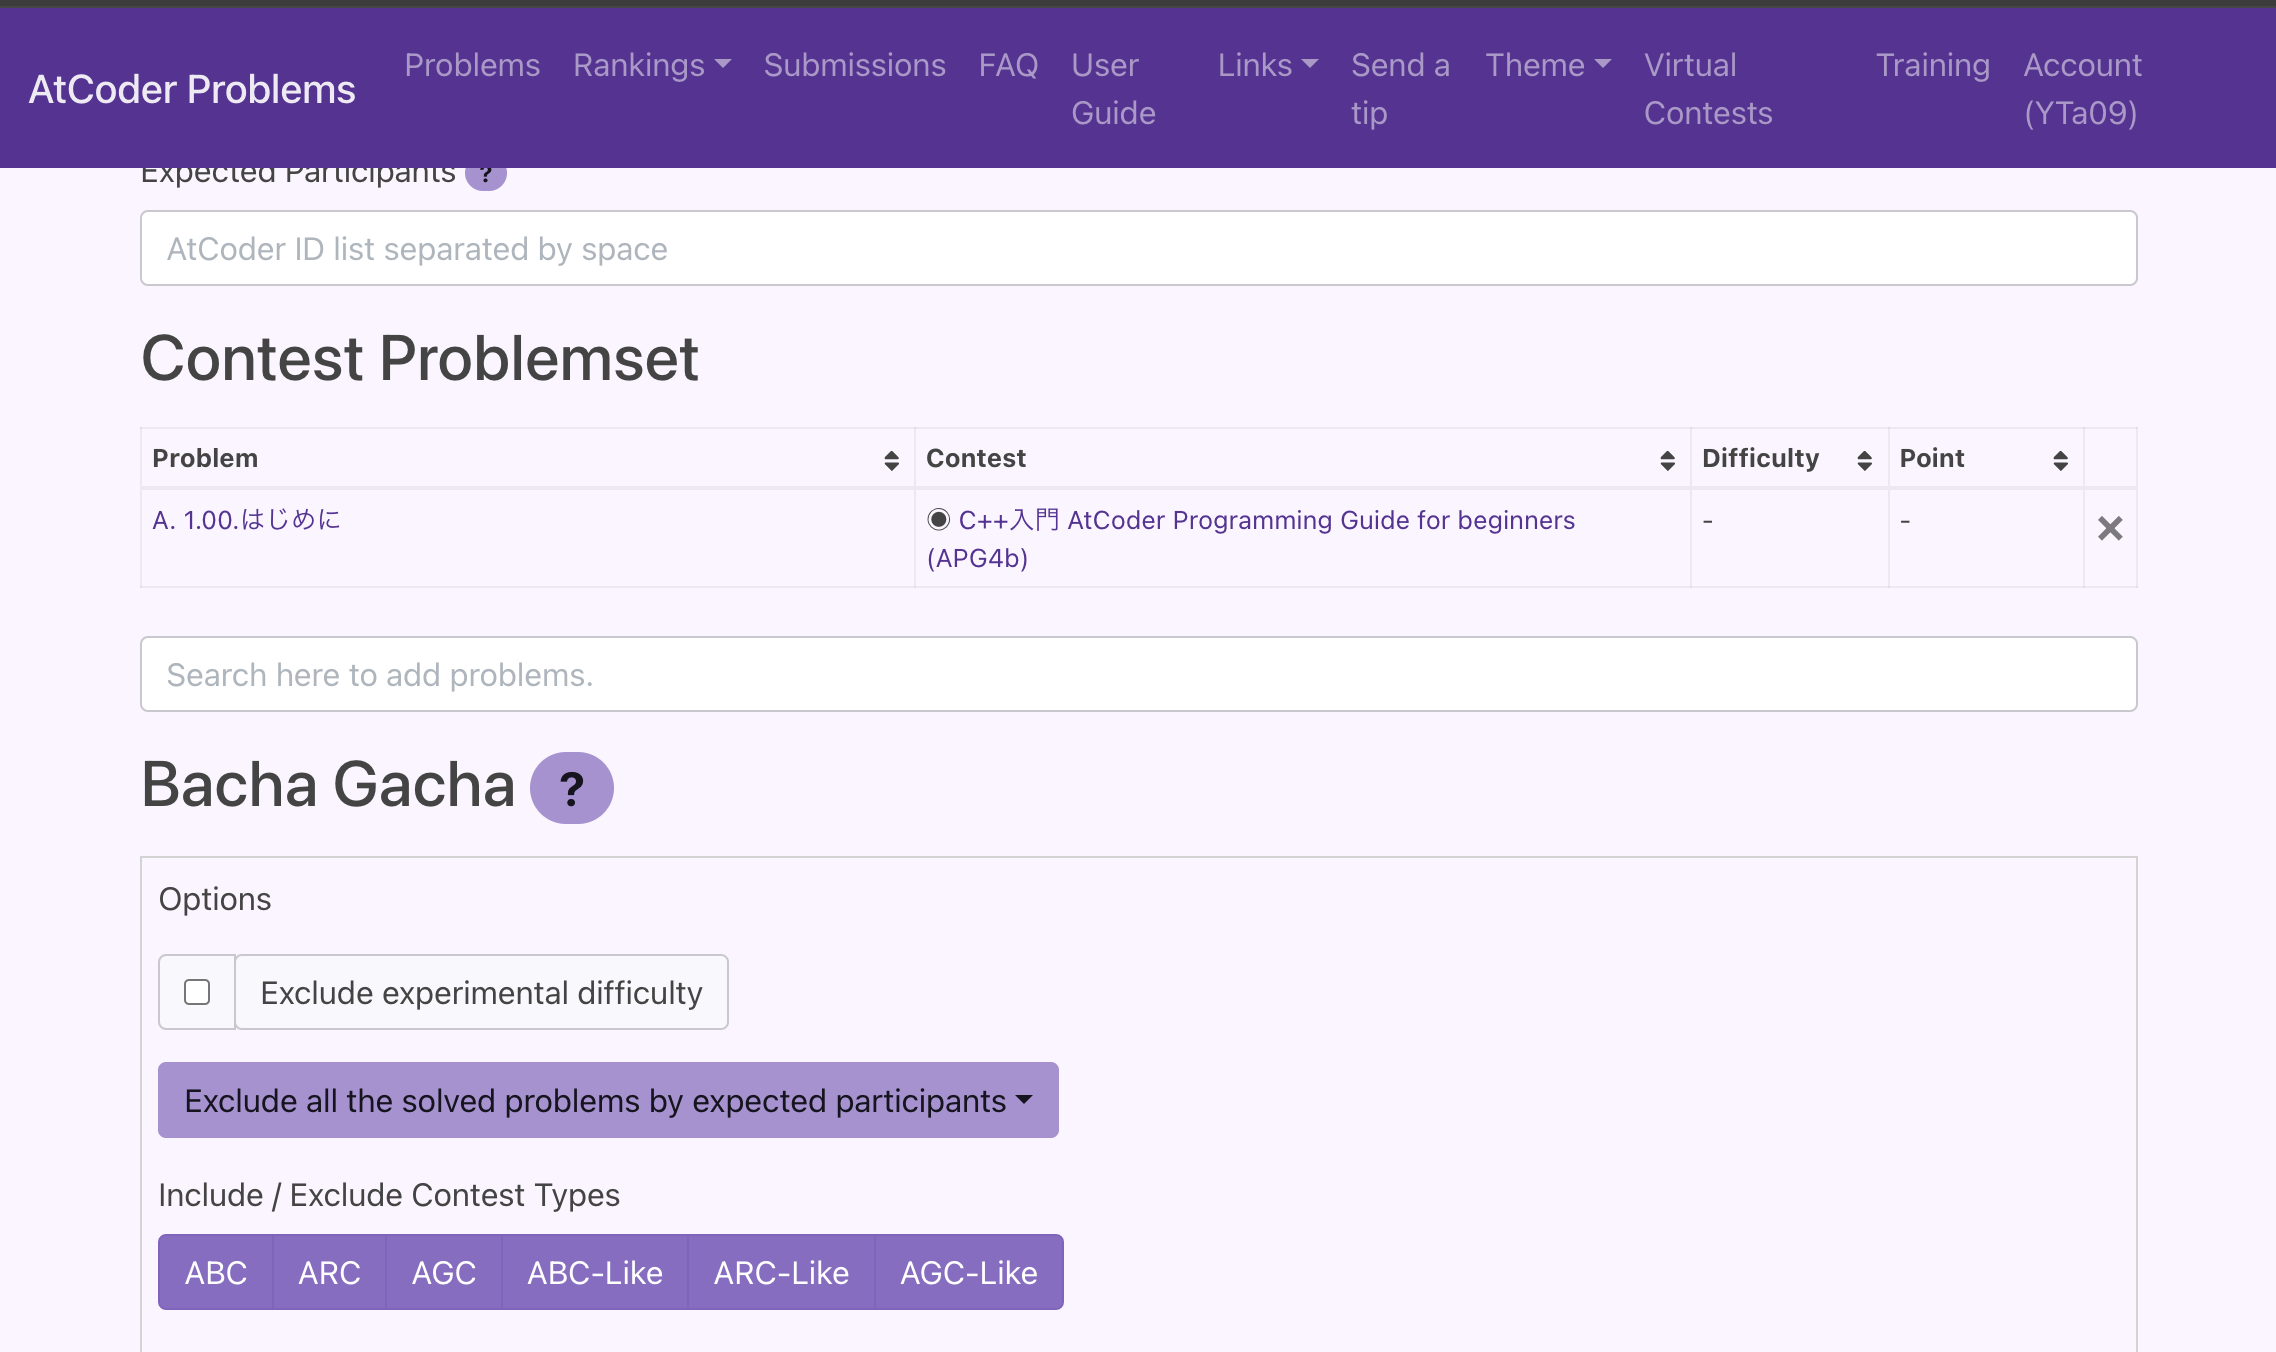 AtCoder Problems
Problems Rankings Submissions FAQ User Guide Links Send a tip Theme Virtual Contests Training Account (YTa09)
Expected Participants ?
AtCoder ID list separated by space
Contest Problemset
Problem Contest Difficulty Point
A. 1.00.はじめに C++入門 AtCoder Programming Guide for beginners (APG4b) - -
Search here to add problems.
Bacha Gacha ?
Options
Exclude experimental difficulty
Exclude all the solved problems by expected participants
Include / Exclude Contest Types
ABC ARC AGC ABC-Like ARC-Like AGC-Like